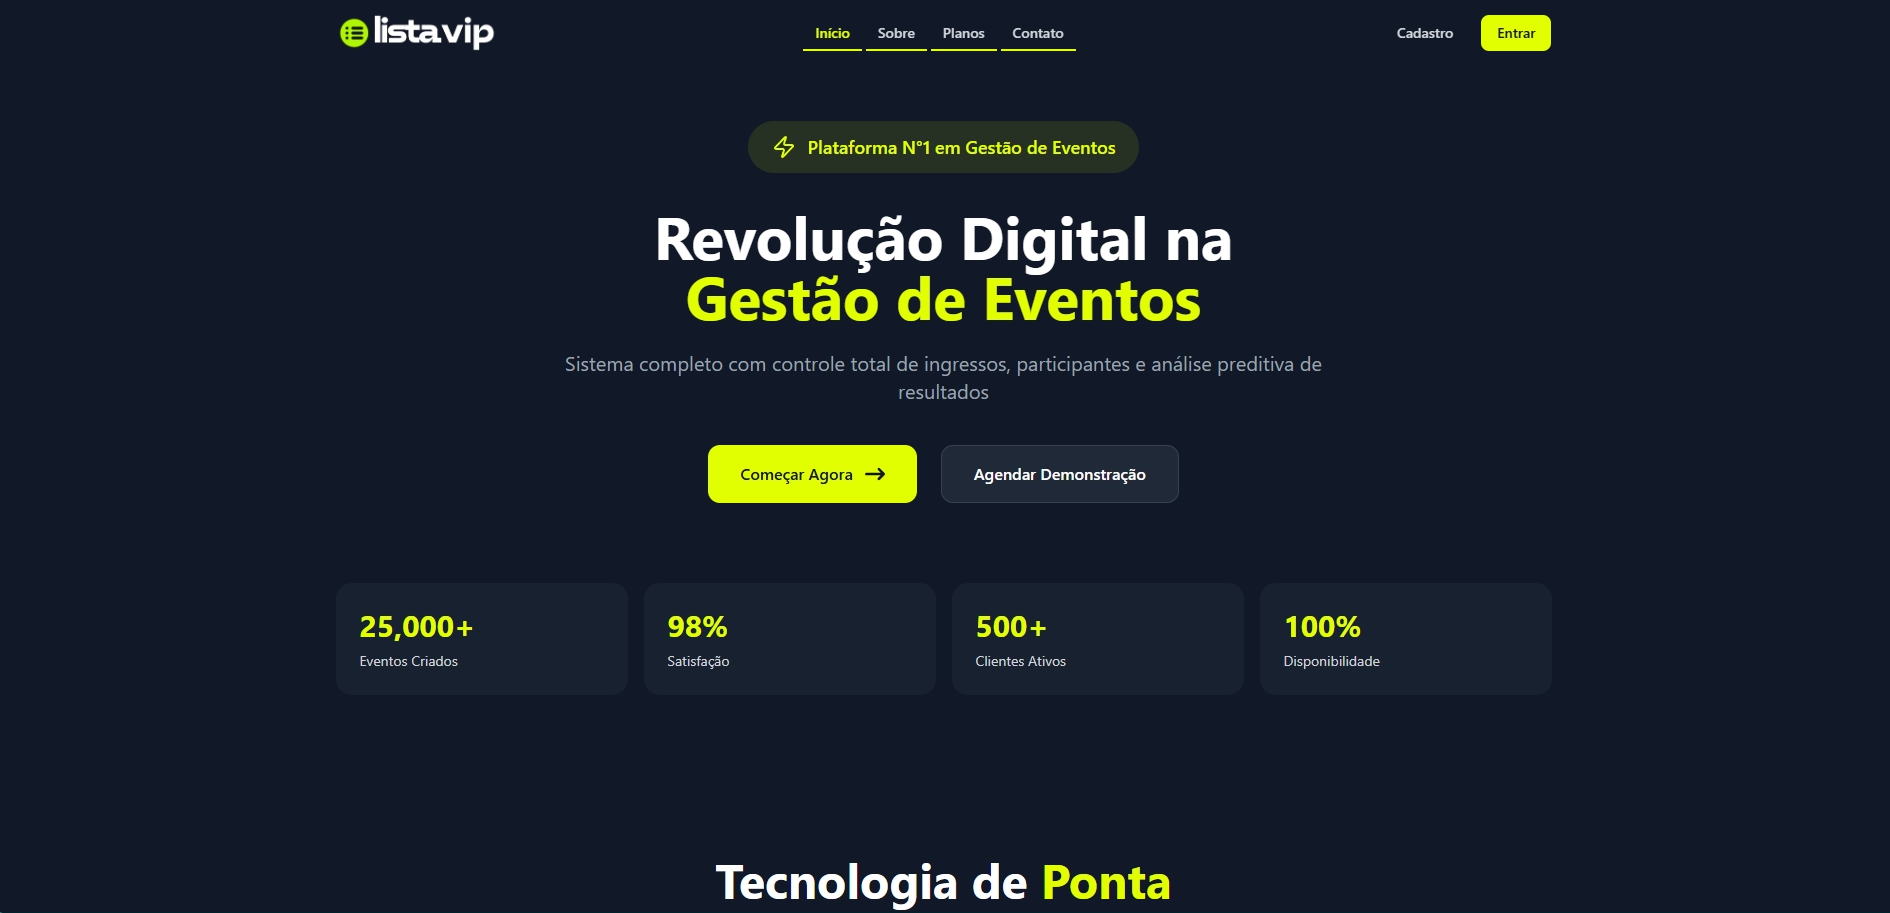 listavip
Início Sobre Planos Contato
Cadastro Entrar
Plataforma N°1 em Gestão de Eventos
Revolução Digital na
Gestão de Eventos
Sistema completo com controle total de ingressos, participantes e análise preditiva de
resultados
Começar Agora
Agendar Demonstração
25,000+
Eventos Criados
98%
Satisfação
500+
Clientes Ativos
100%
Disponibilidade
Tecnologia de Ponta